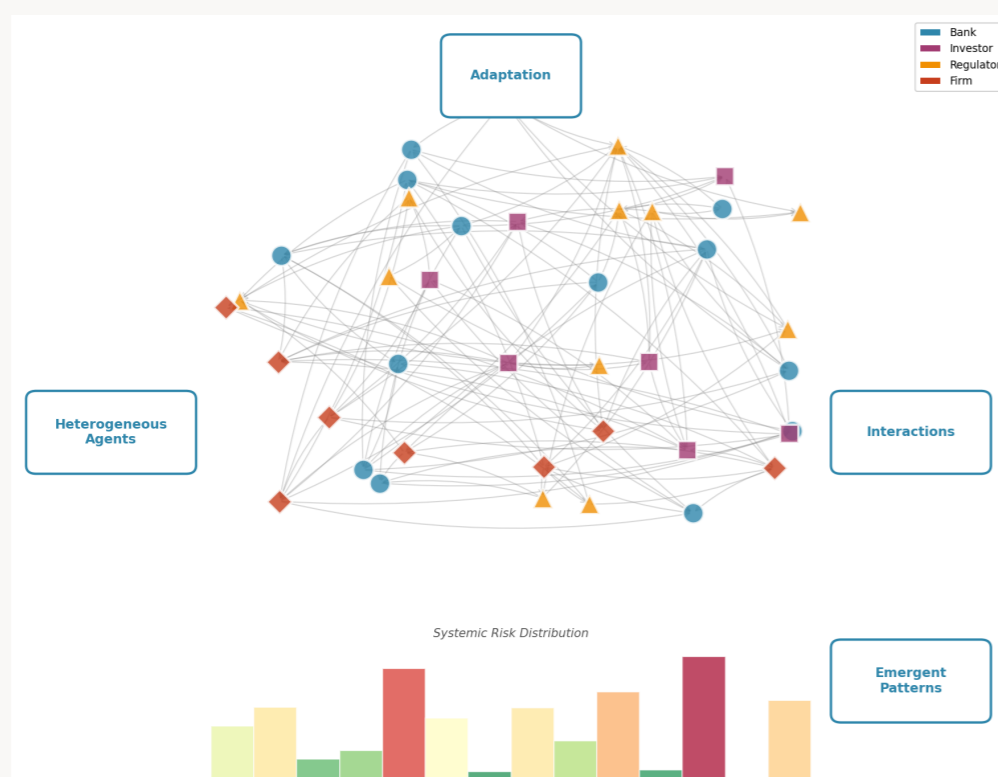 Adaptation
Bank
Investor
Regulator
Firm
Heterogeneous
Agents
Interactions
Systemic Risk Distribution
Emergent
Patterns